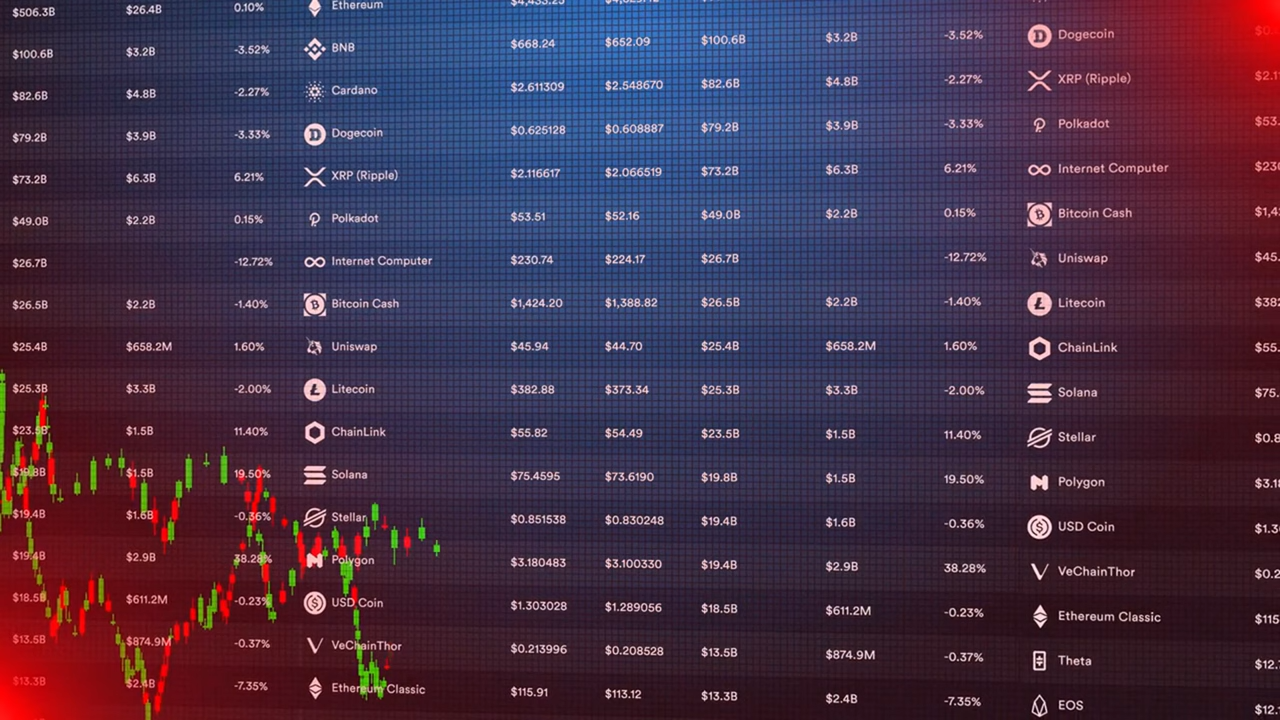 $506.3B $26.4B 0.10% Ethereum
$100.6B $3.2B -3.52% BNB $668.24 $652.09 $100.6B $3.2B -3.52% Dogecoin
$82.6B $4.8B -2.27% Cardano $2.611309 $2.548670 $82.6B $4.8B -2.27% XRP (Ripple)
$79.2B $3.9B -3.33% Dogecoin $0.625128 $0.608887 $79.2B $3.9B -3.33% Polkadot
$73.2B $6.3B 6.21% XRP (Ripple) $2.116617 $2.066519 $73.2B $6.3B 6.21% Internet Computer
$49.0B $2.2B 0.15% Polkadot $53.51 $52.16 $49.0B $2.2B 0.15% Bitcoin Cash
$26.7B -12.72% Internet Computer $230.74 $224.17 $26.7B -12.72% Uniswap
$26.5B $2.2B -1.40% Bitcoin Cash $1,424.20 $1,388.82 $26.5B $2.2B -1.40% Litecoin
$25.4B $658.2M 1.60% Uniswap $45.94 $44.70 $25.4B $658.2M 1.60% ChainLink
$25.3B $3.3B -2.00% Litecoin $382.88 $373.34 $25.3B $3.3B -2.00% Solana
$23.5B $1.5B 11.40% ChainLink $55.82 $54.49 $23.5B $1.5B 11.40% Stellar
$19.8B $1.5B 19.50% Solana $75.4595 $73.6190 $19.8B $1.5B 19.50% Polygon
$19.4B $1.6B -0.36% Stellar $0.851538 $0.830248 $19.4B $1.6B -0.36% USD Coin
$19.4B $2.9B 38.28% Polygon $3.180483 $3.100330 $19.4B $2.9B 38.28% VeChainThor
$18.5B $611.2M -0.23% USD Coin $1.303028 $1.289056 $18.5B $611.2M -0.23% Ethereum Classic
$13.5B $874.9M -0.37% VeChainThor $0.213996 $0.208528 $13.5B $874.9M -0.37% Theta
$13.3B $2.4B -7.35% Ethereum Classic $115.91 $113.12 $13.3B $2.4B -7.35% EOS